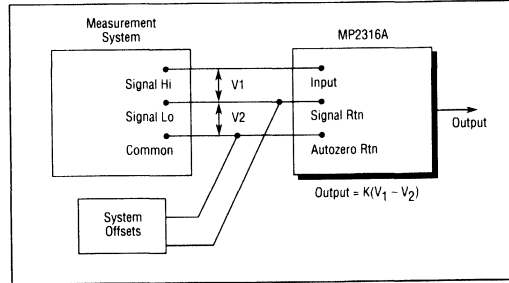 Measurement
System
MP2316A
Signal Hi
V1
Input
Signal Lo
V2
Signal Rtn
Output
Common
Autozero Rtn
Output = K(V1 - V2)
System
Offsets